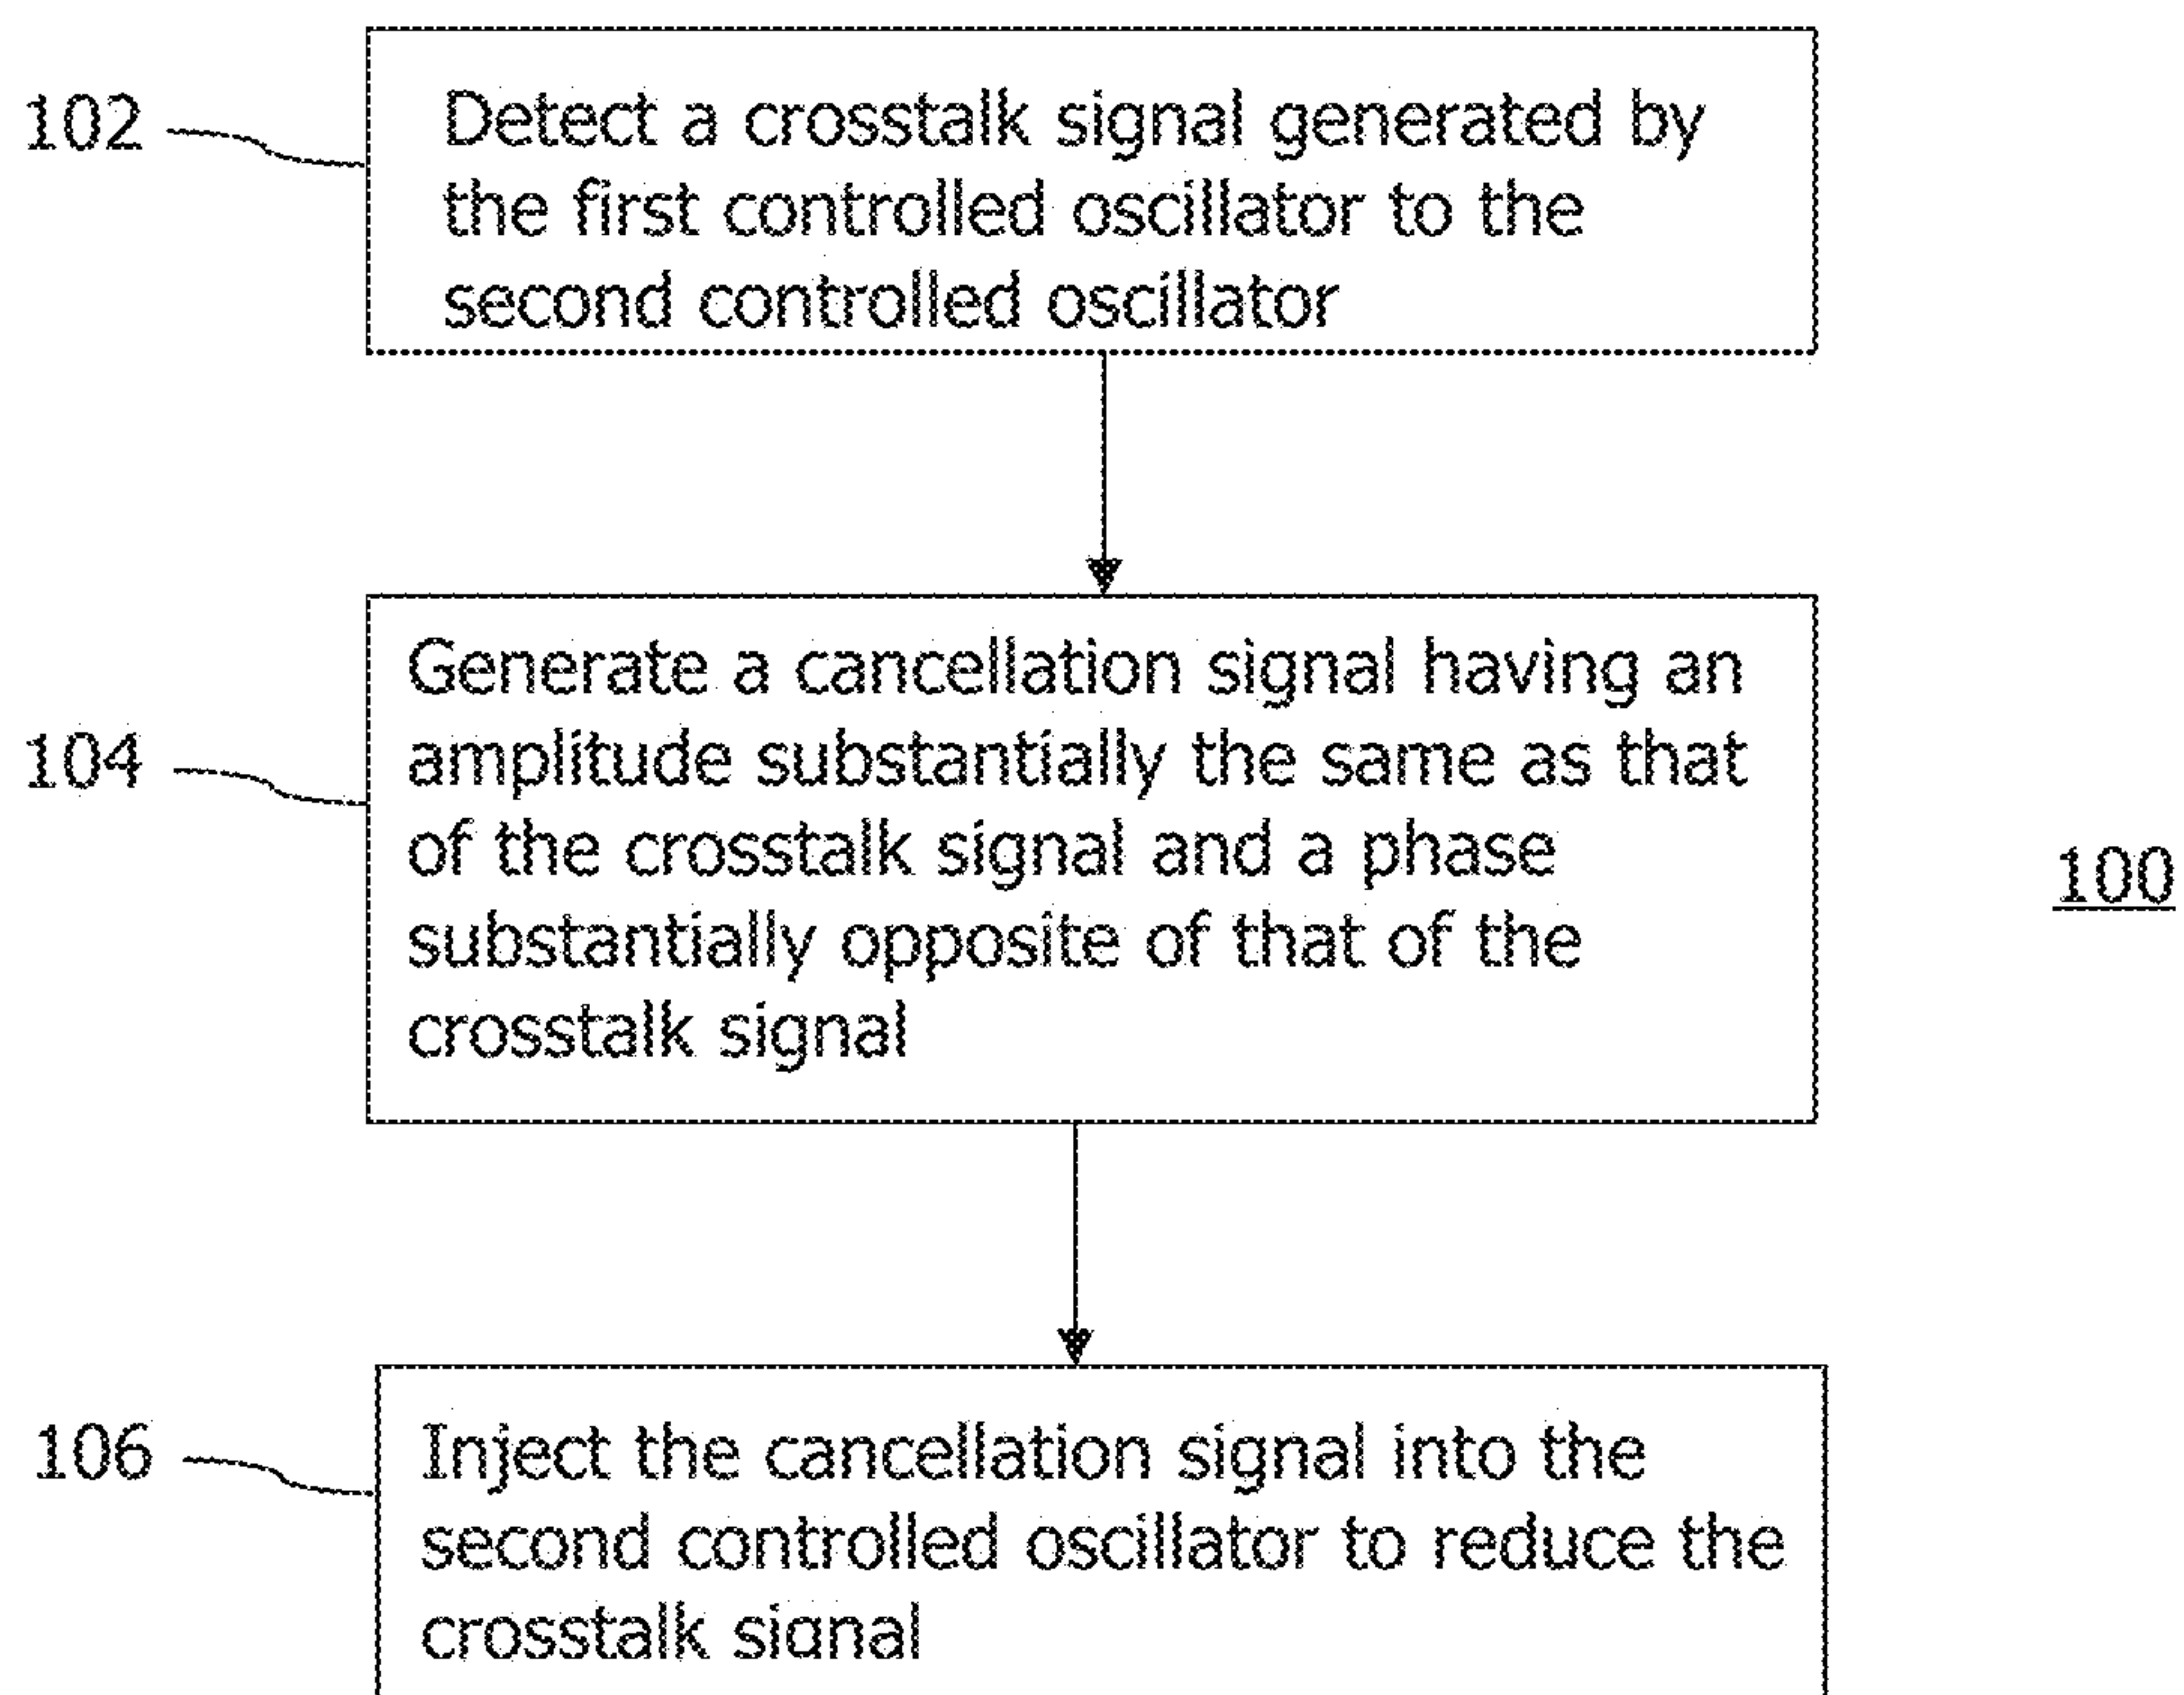 102
Detect a crosstalk signal generated by
the first controlled oscillator to the
second controlled oscillator
104
Generate a cancellation signal having an
amplitude substantially the same as that
of the crosstalk signal and a phase
substantially opposite of that of the
crosstalk signal
100
106
Inject the cancellation signal into the
second controlled oscillator to reduce the
crosstalk signal